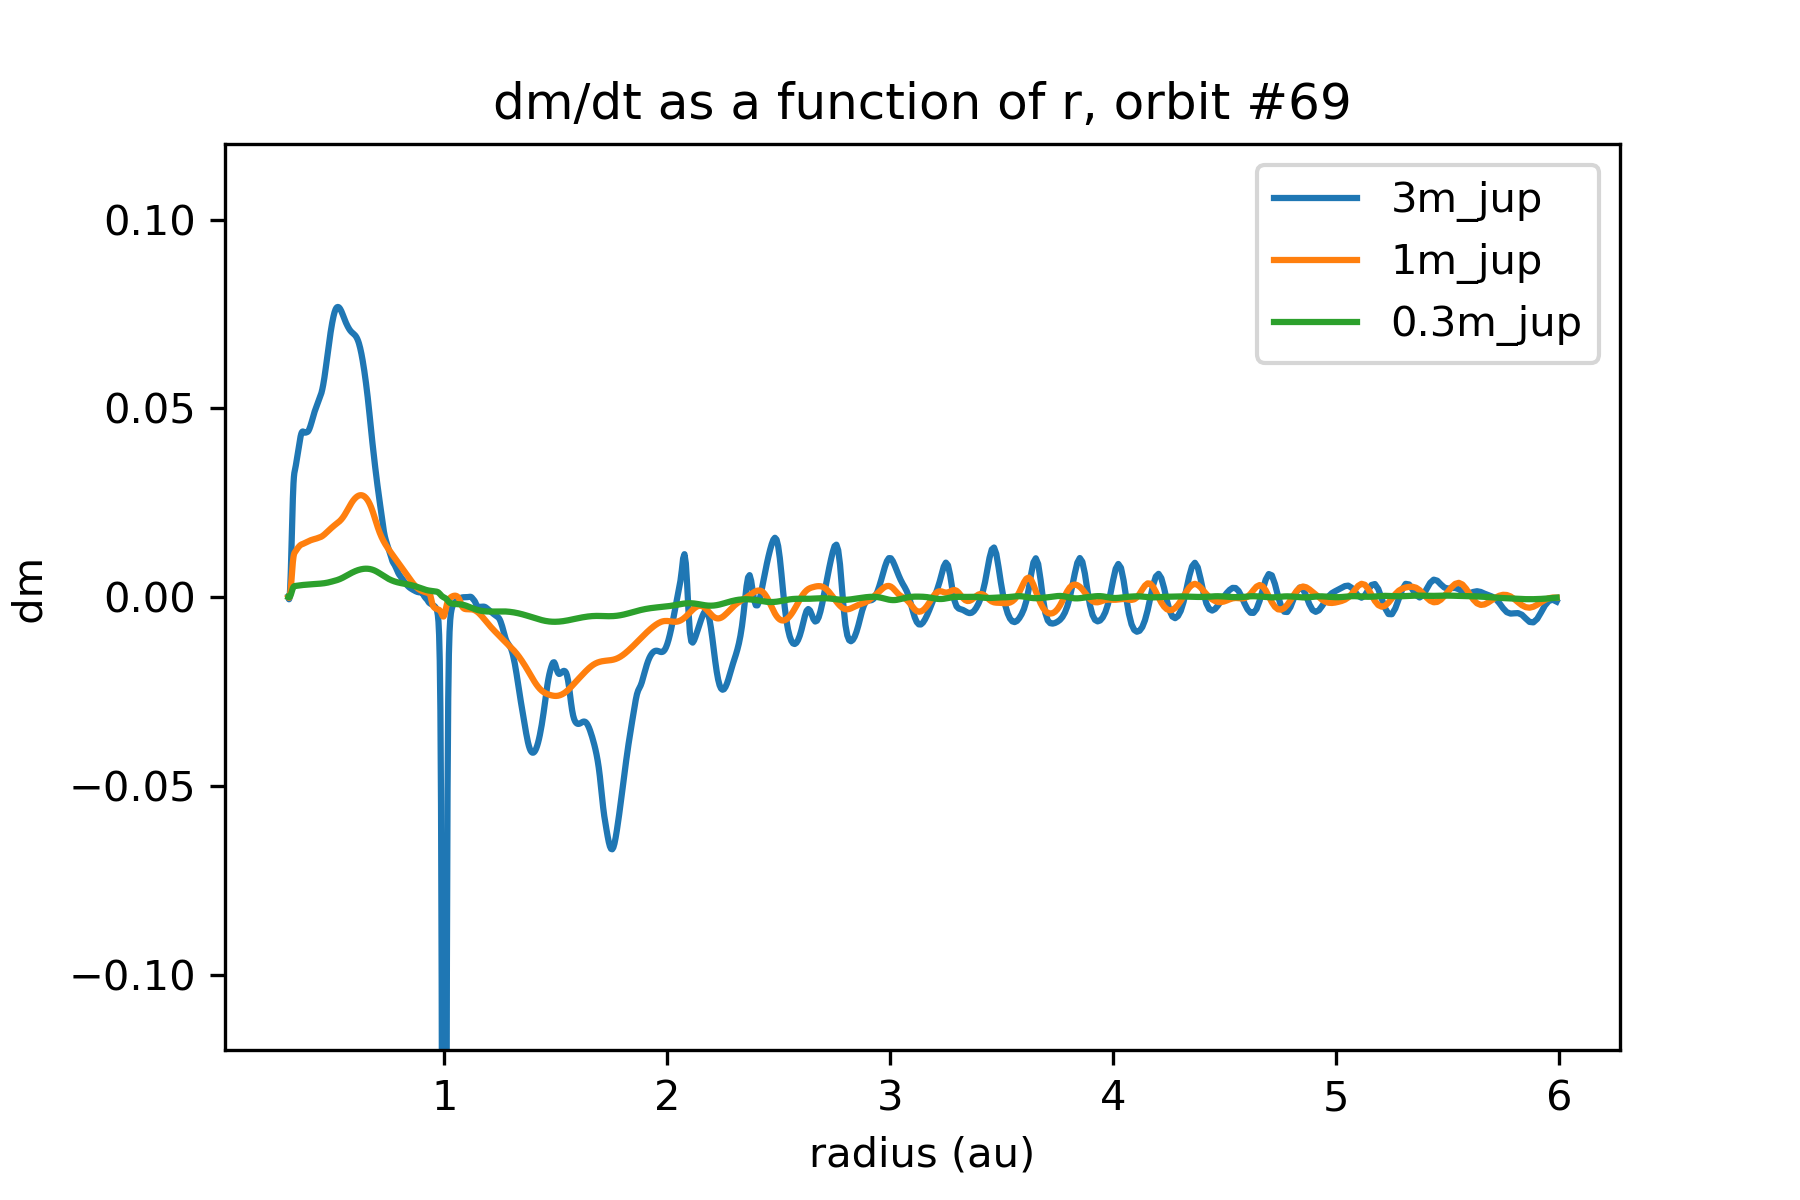 dm/dt as a function of r, orbit #69
3m_jup
1m_jup
0.3m_jup
0.10
0.05
0.00
−0.05
−0.10
dm
1 2 3 4 5 6
radius (au)